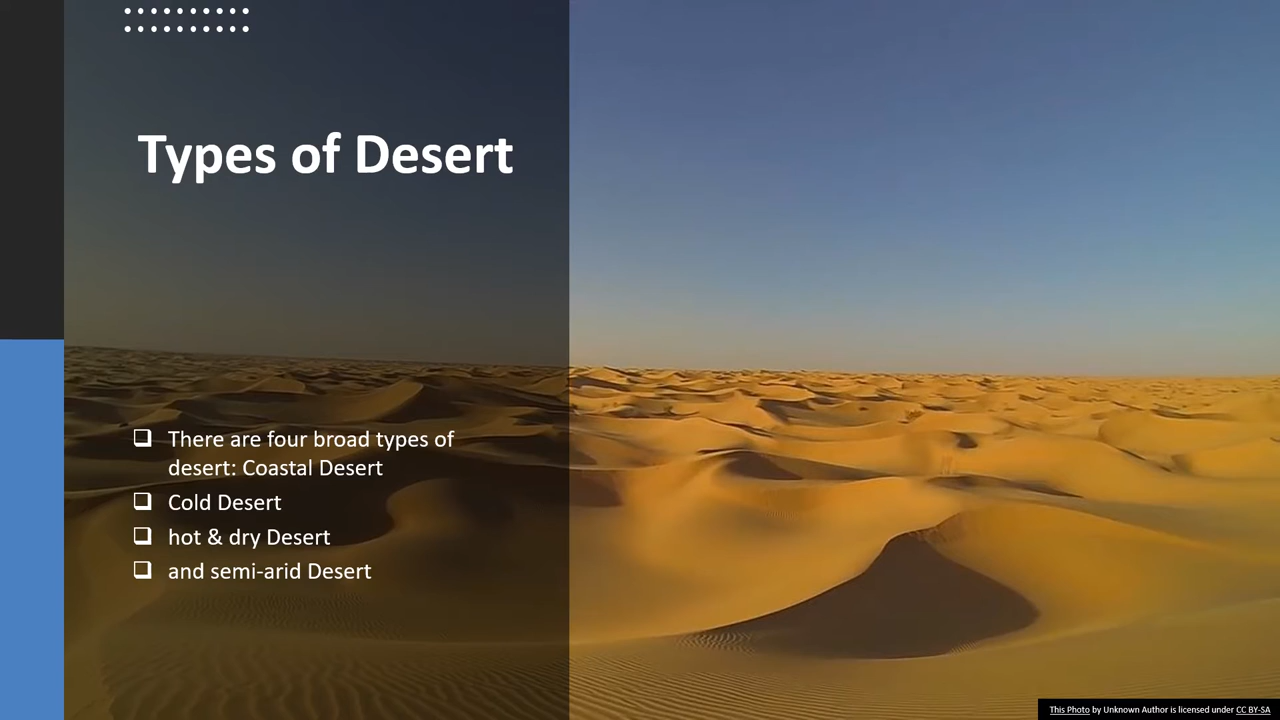 Types of Desert
❑ There are four broad types of
desert: Coastal Desert
❑ Cold Desert
❑ hot & dry Desert
❑ and semi-arid Desert
This Photo by Unknown Author is licensed under CC BY-SA